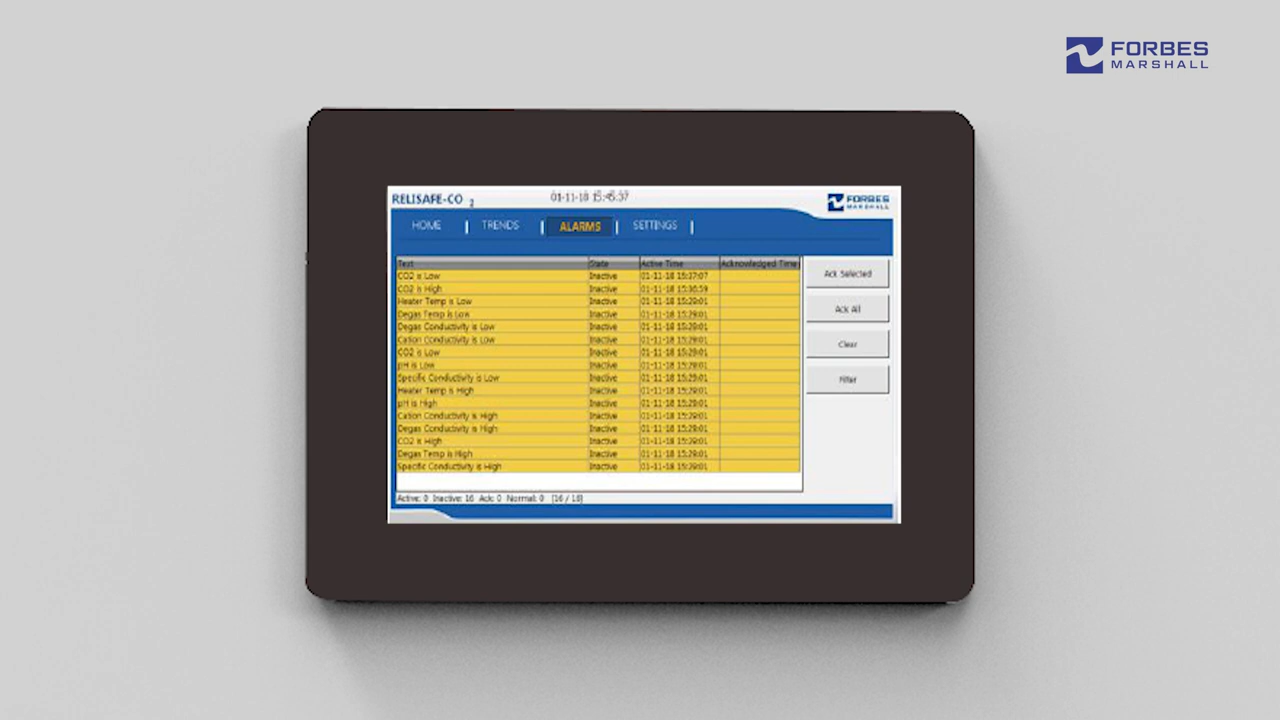 FORBES
MARSHALL
RELISAFE-CO2
01-11-18 15:45:37
FORBES
MARSHALL
HOME | TRENDS | ALARMS | SETTINGS |
Text State Active Time Acknowledged Time
CO2 is Low Inactive 01-11-18 15:37:07
CO2 is High Inactive 01-11-18 15:36:59
Heater Temp is Low Inactive 01-11-18 15:29:01
Degas Temp is Low Inactive 01-11-18 15:29:01
Degas Conductivity is Low Inactive 01-11-18 15:29:01
Cation Conductivity is Low Inactive 01-11-18 15:29:01
CO2 is Low Inactive 01-11-18 15:29:01
pH is Low Inactive 01-11-18 15:29:01
Specific Conductivity is Low Inactive 01-11-18 15:29:01
Heater Temp is High Inactive 01-11-18 15:29:01
pH is High Inactive 01-11-18 15:29:01
Cation Conductivity is High Inactive 01-11-18 15:29:01
Degas Conductivity is High Inactive 01-11-18 15:29:01
CO2 is High Inactive 01-11-18 15:29:01
Degas Temp is High Inactive 01-11-18 15:29:01
Specific Conductivity is High Inactive 01-11-18 15:29:01
Ack Selected
Ack All
Clear
Filter
Active: 0 Inactive: 16 Ack: 0 Normal: 0 [16 / 16]